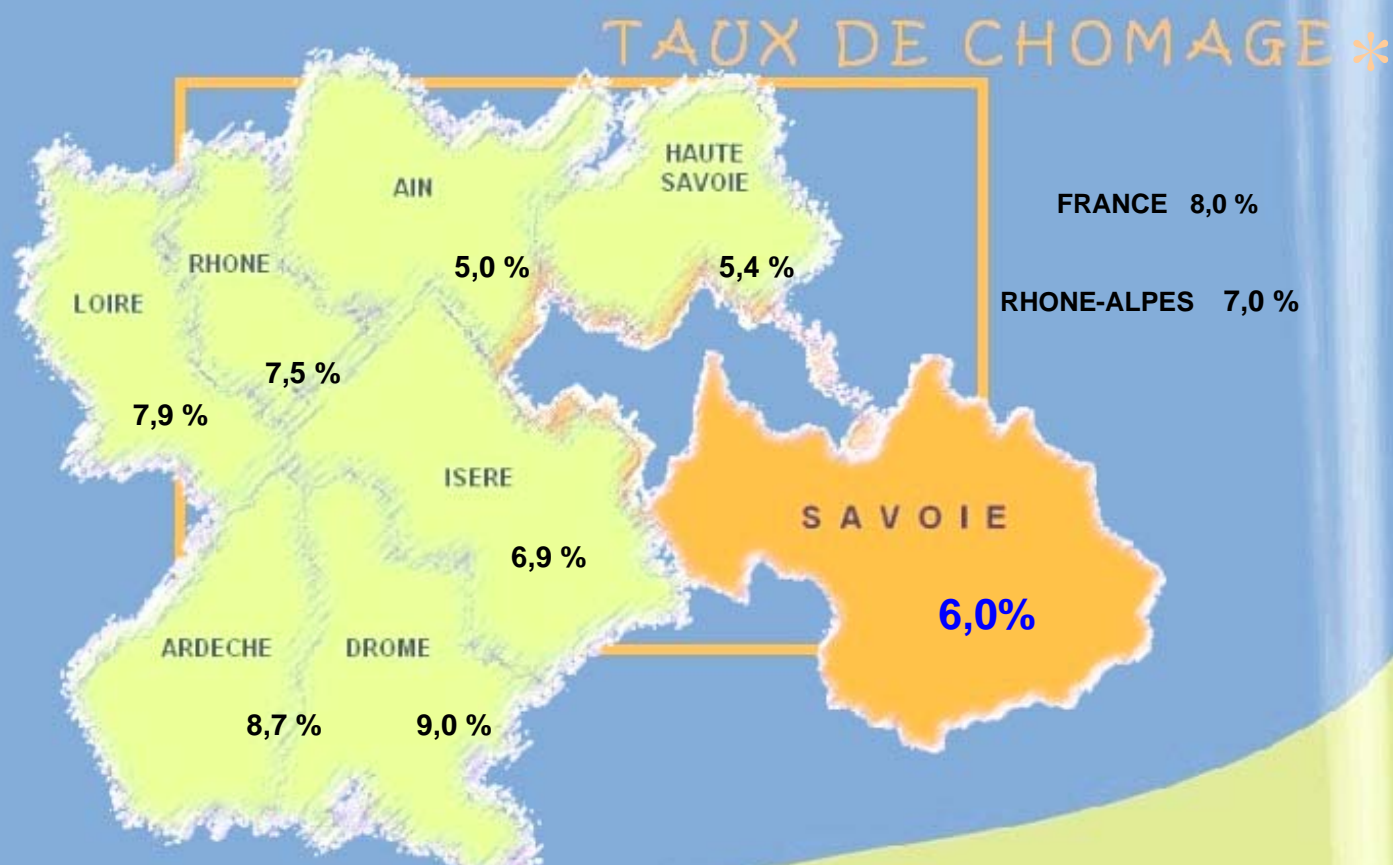 TAUX DE CHOMAGE *
HAUTE
SAVOIE
AIN
FRANCE 8,0 %
RHONE
5,0 %
5,4 %
LOIRE
RHONE-ALPES 7,0 %
7,5 %
7,9 %
ISERE
SAVOIE
6,9 %
6,0%
ARDECHE
DROME
8,7 %
9,0 %